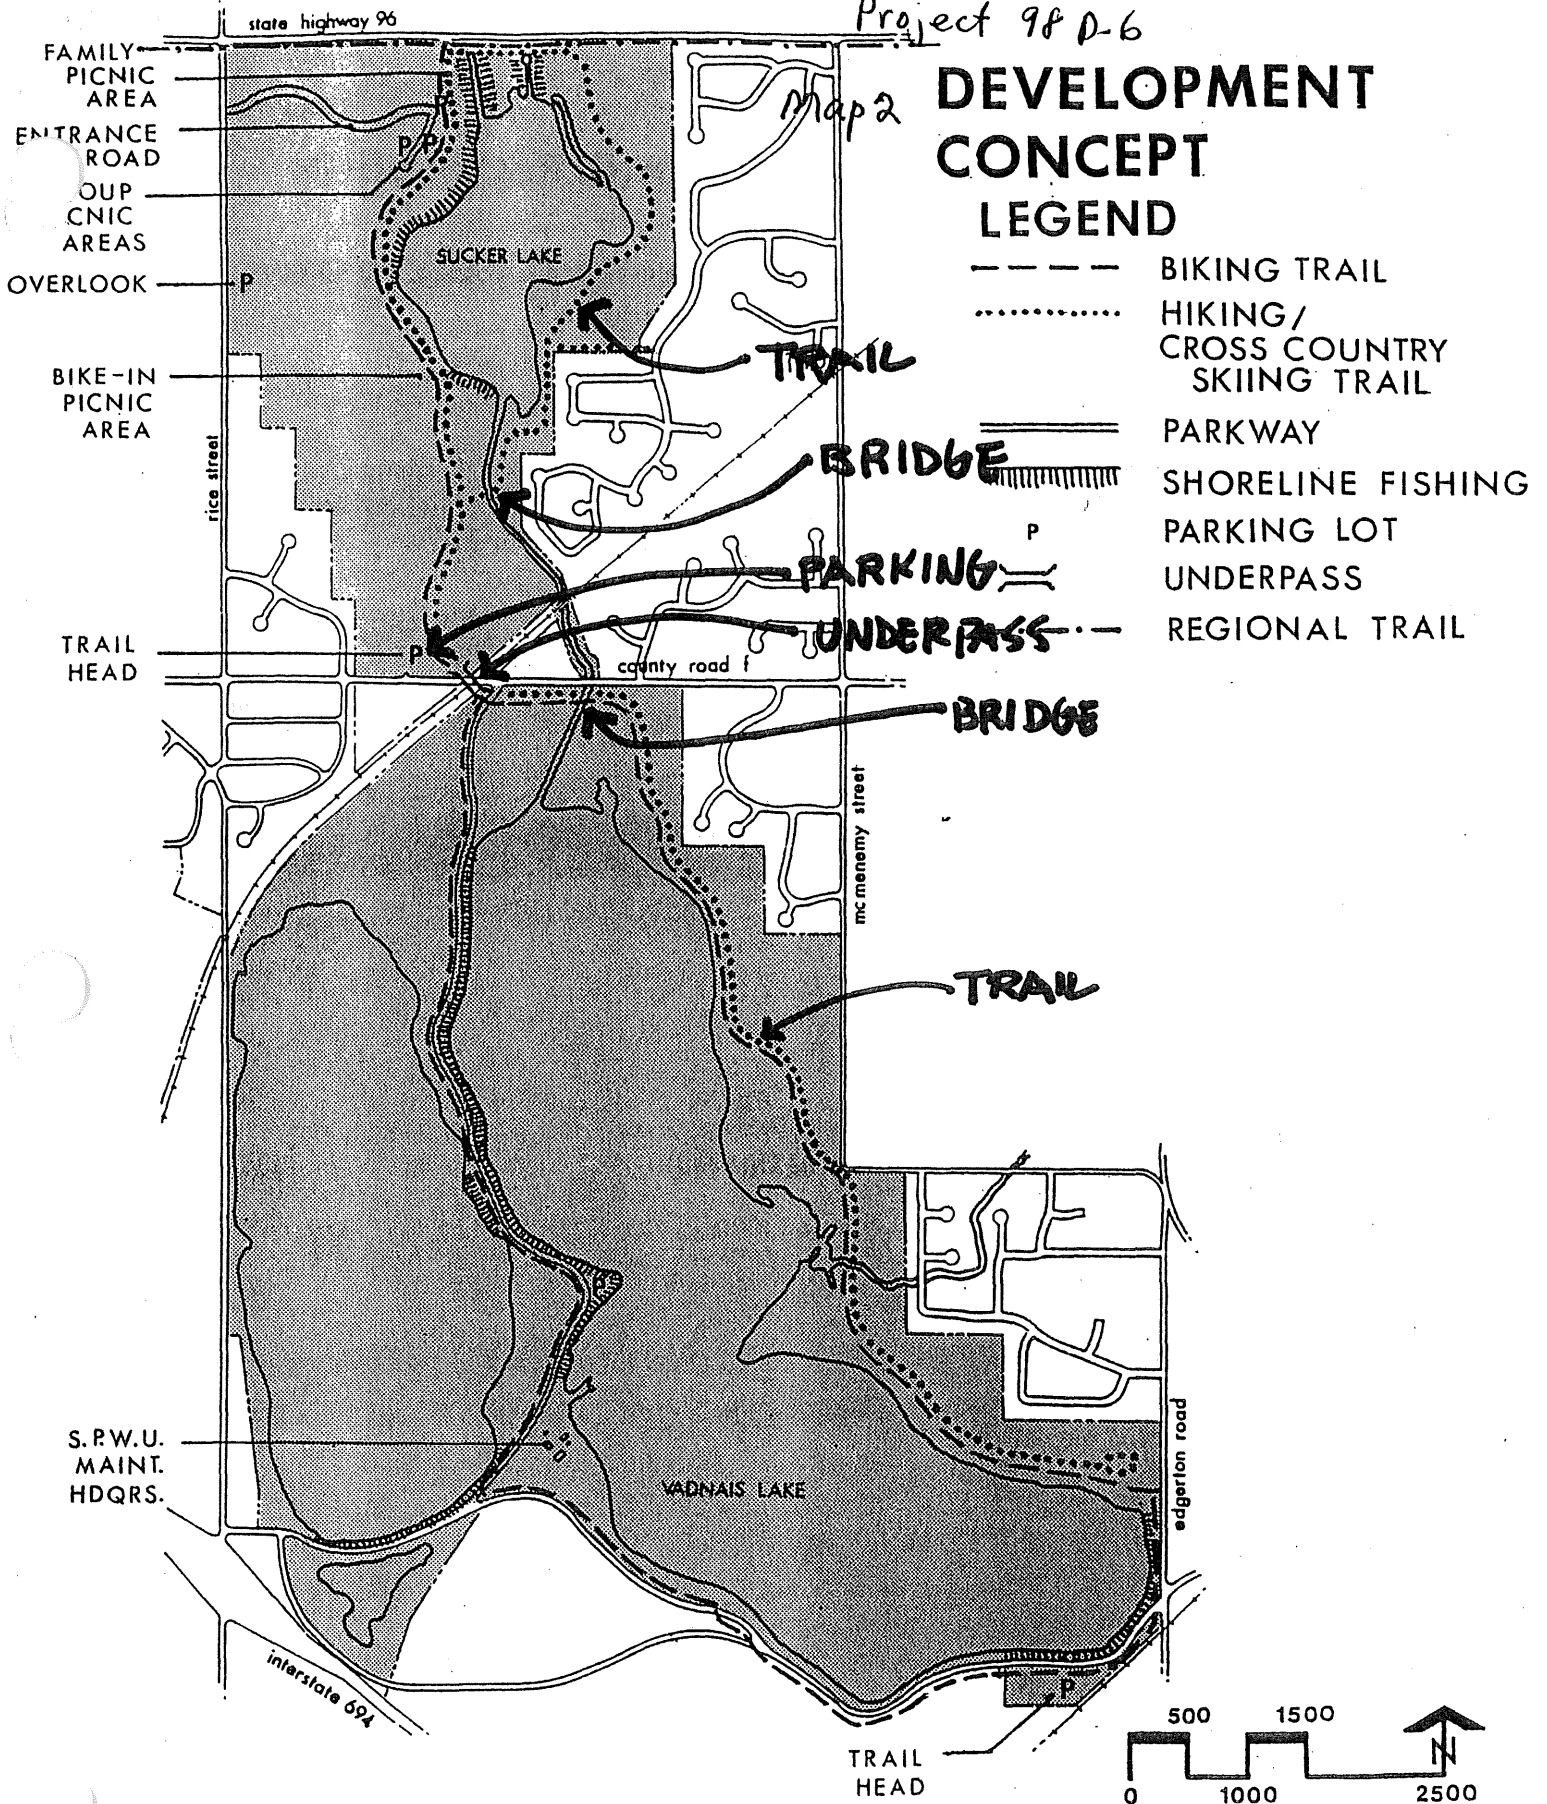 state highway 96
Project 98 D-6
Map 2
DEVELOPMENT
CONCEPT
LEGEND
BIKING TRAIL
HIKING/
CROSS COUNTRY
SKIING TRAIL
PARKWAY
SHORELINE FISHING
P
PARKING LOT
UNDERPASS
REGIONAL TRAIL
FAMILY
PICNIC
AREA
ENTRANCE
ROAD
OUP
CNIC
AREAS
OVERLOOK
P
P P
SUCKER LAKE
BIKE-IN
PICNIC
AREA
rice street
TRAIL
BRIDGE
PARKING
UNDERPASS
TRAIL
HEAD
P
county road f
BRIDGE
mc menemy street
TRAIL
P
S.P.W.U.
MAINT.
HDQRS.
VADNAIS LAKE
edgerton road
interstate 694
P
TRAIL
HEAD
500 1500
0 1000 2500
N